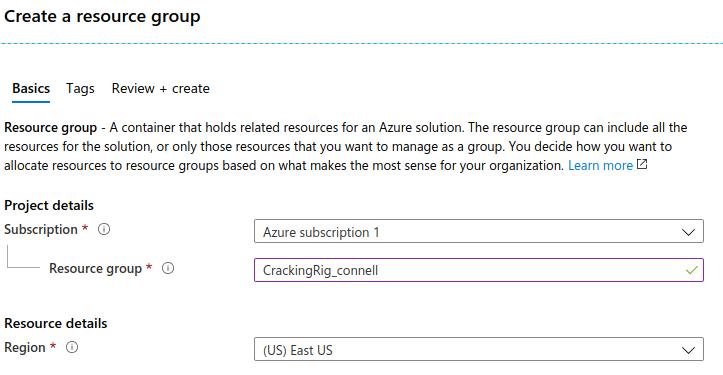 Create a resource group
Basics Tags Review + create
Resource group - A container that holds related resources for an Azure solution. The resource group can include all the
resources for the solution, or only those resources that you want to manage as a group. You decide how you want to
allocate resources to resource groups based on what makes the most sense for your organization. Learn more
Project details
Subscription * Azure subscription 1
Resource group * CrackingRig_connell
Resource details
Region * (US) East US